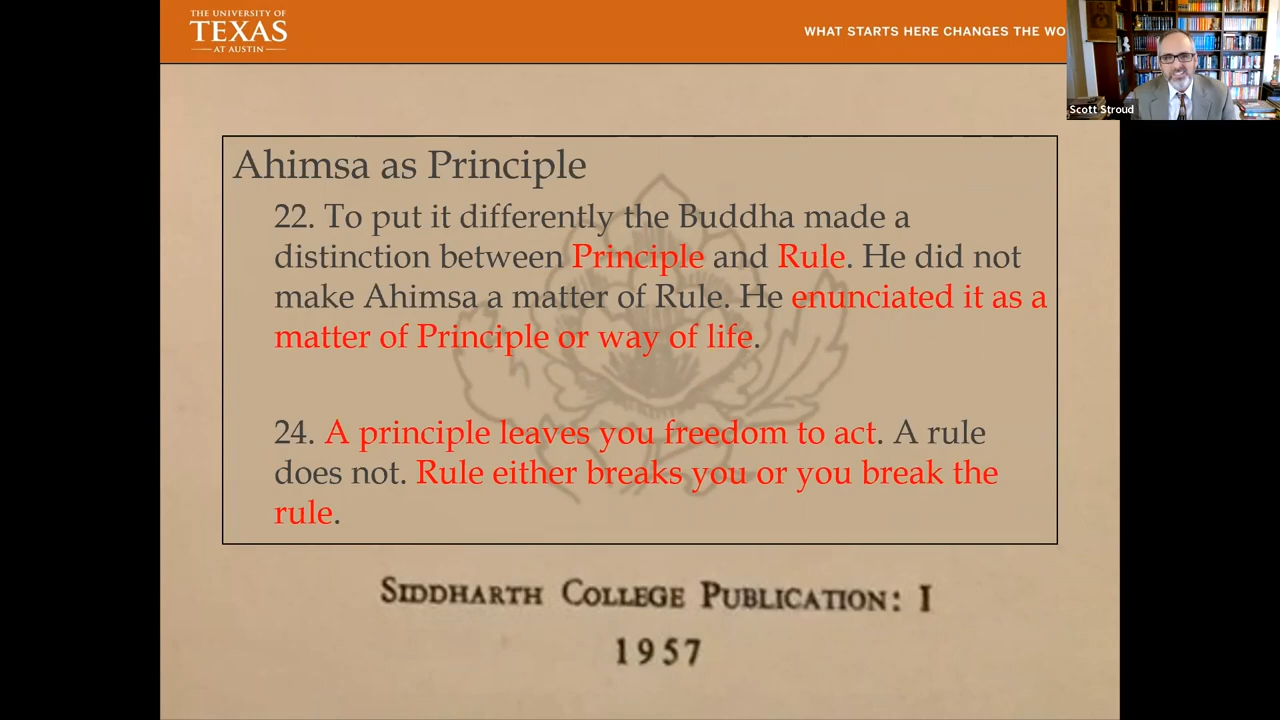 THE UNIVERSITY OF
TEXAS
AT AUSTIN
WHAT STARTS HERE CHANGES THE WO
Scott Stroud
Ahimsa as Principle
22. To put it differently the Buddha made a
distinction between Principle and Rule. He did not
make Ahimsa a matter of Rule. He enunciated it as a
matter of Principle or way of life.
24. A principle leaves you freedom to act. A rule
does not. Rule either breaks you or you break the
rule.
SIDDHARTH COLLEGE PUBLICATION: I
1957